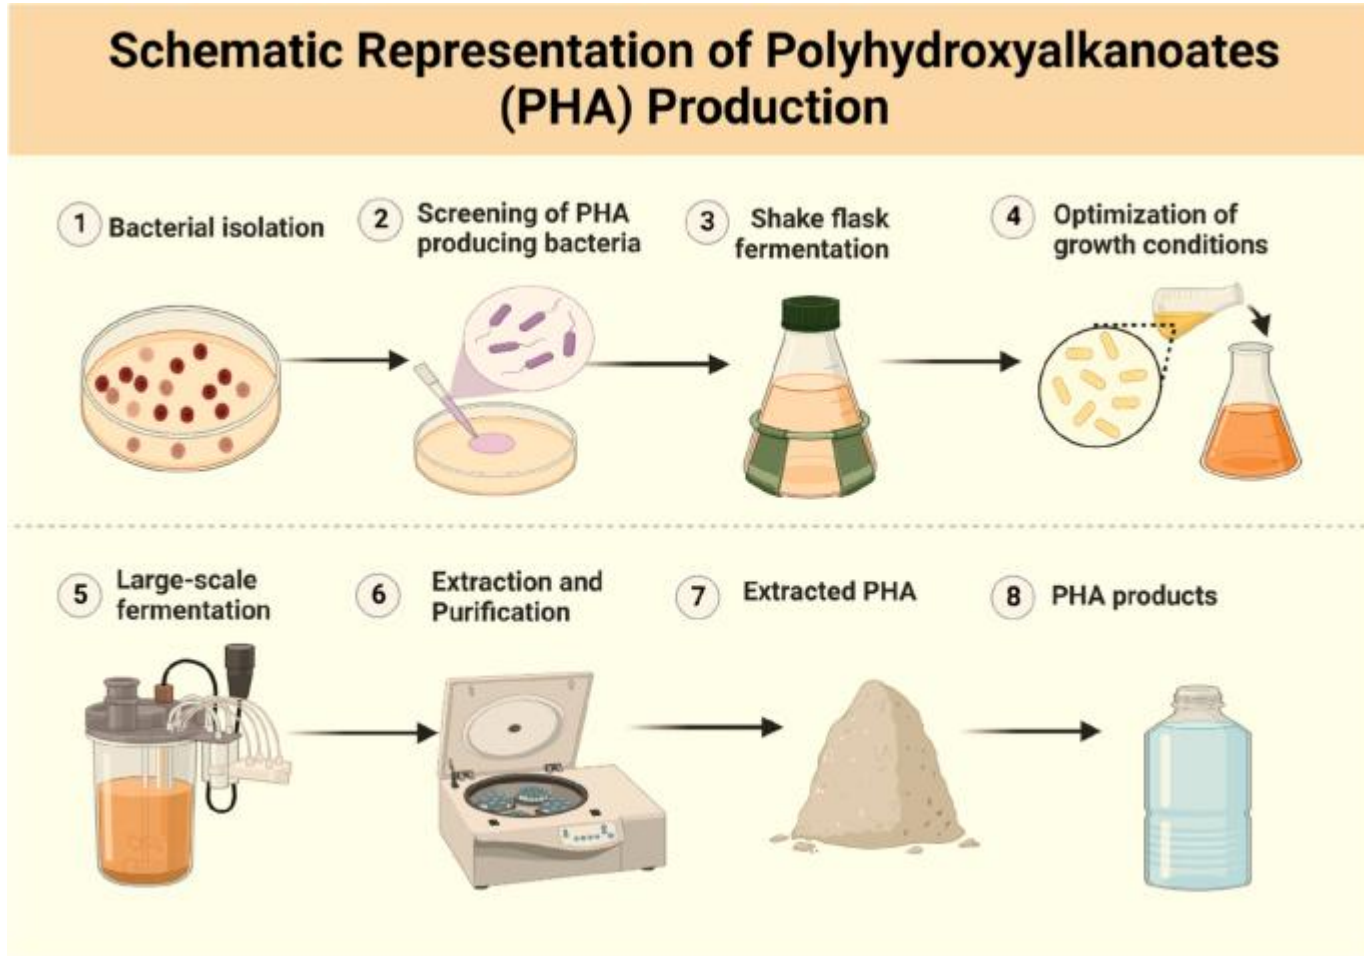 Schematic Representation of Polyhydroxyalkanoates
(PHA) Production
1 Bacterial isolation
2 Screening of PHA
producing bacteria
3 Shake flask
fermentation
4 Optimization of
growth conditions
5 Large-scale
fermentation
6 Extraction and
Purification
7 Extracted PHA
8 PHA products